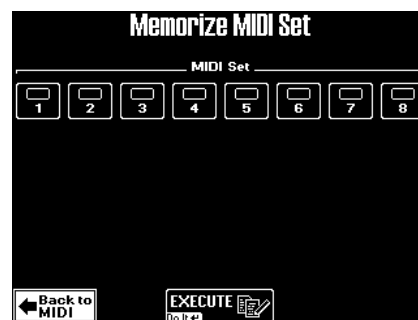 Memorize MIDI Set
MIDI Set
1 2 3 4 5 6 7 8
Back to
MIDI
EXECUTE
Do It